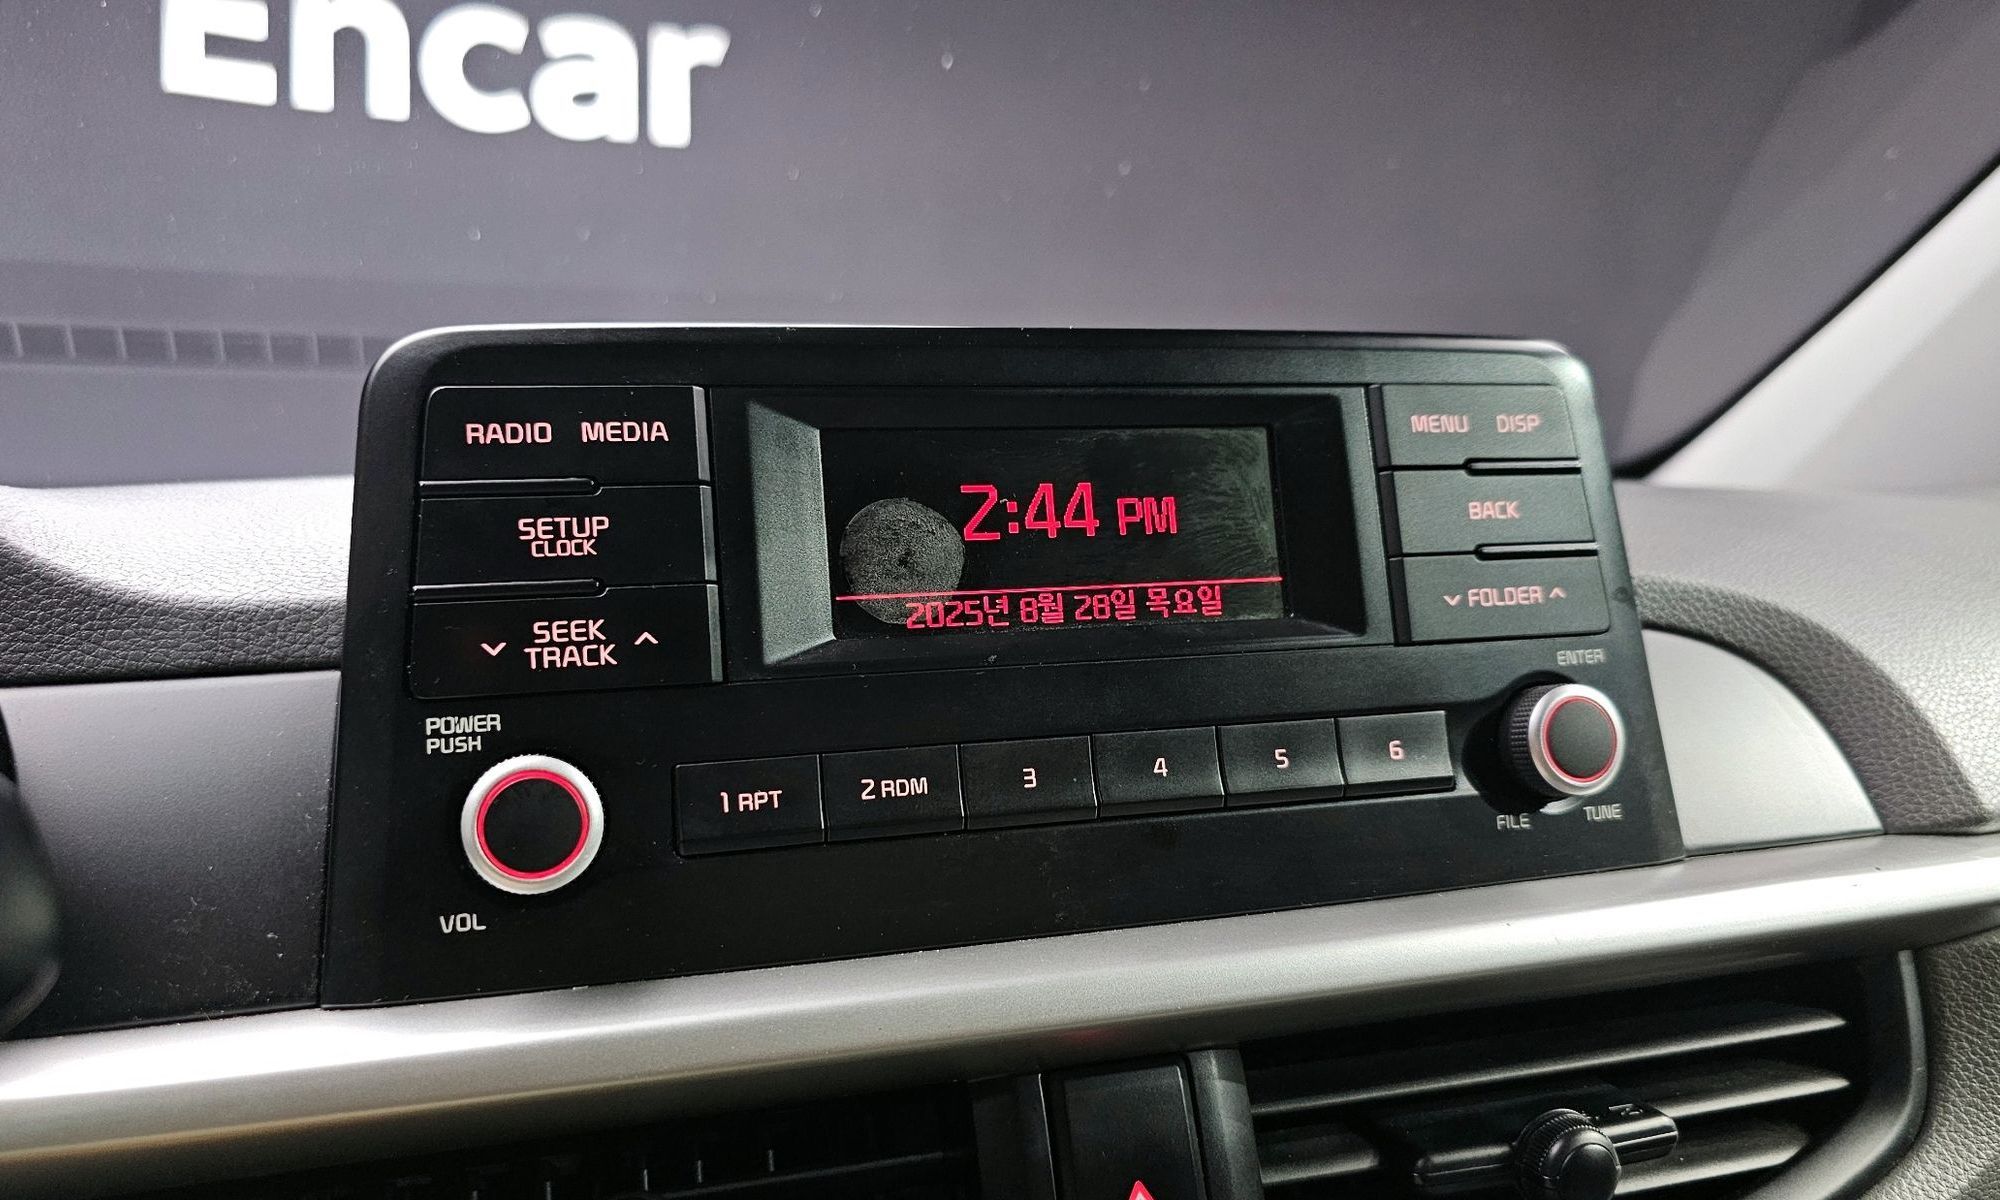 Encar
RADIO MEDIA
SETUP
CLOCK
SEEK
TRACK
2:44 PM
2025년 8월 28일 목요일
MENU DISP
BACK
FOLDER
ENTER
POWER
PUSH
VOL
1 RPT
2 RDM
3
4
5
6
FILE
TUNE